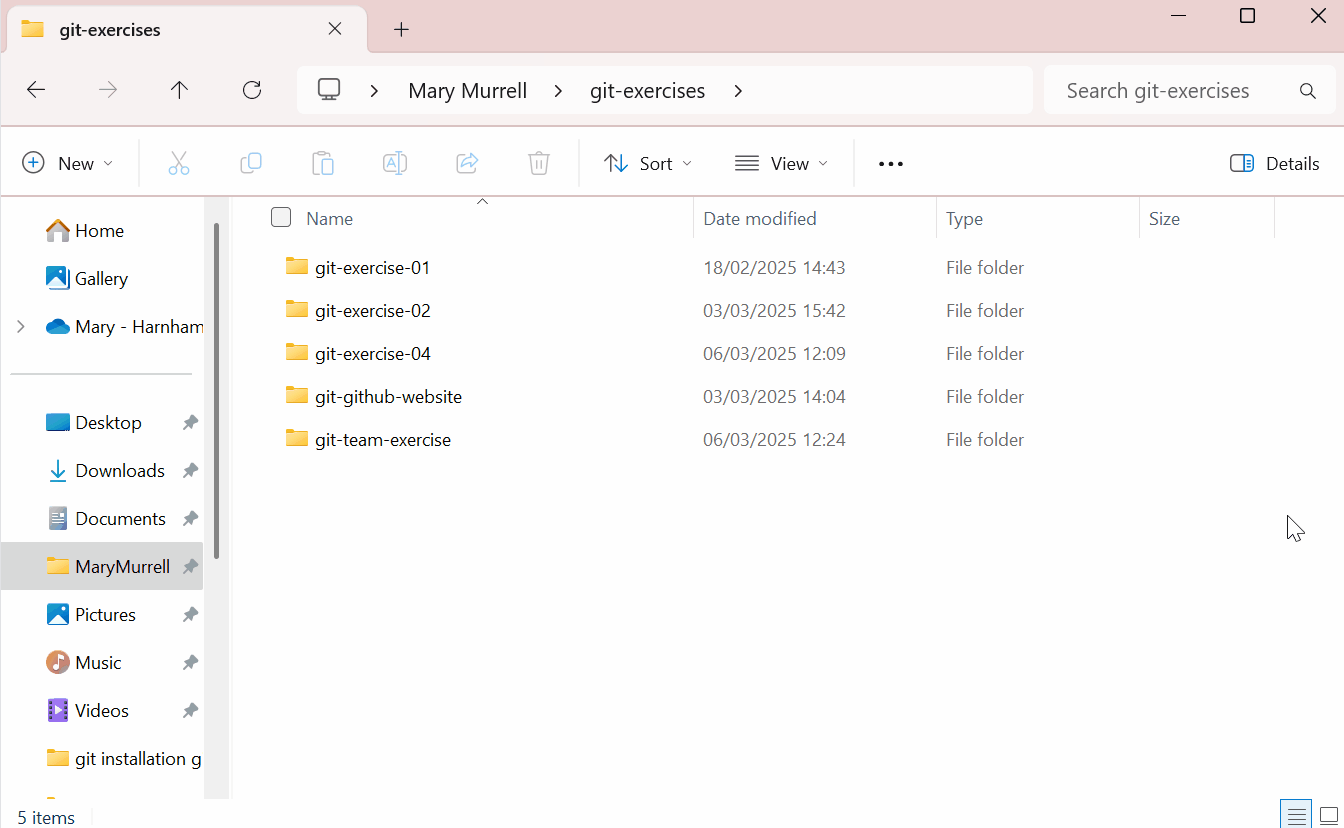 git-exercises
Mary Murrell git-exercises Search git-exercises
New Sort View Details
Name Date modified Type Size
Home
Gallery
Mary - Harnham
Desktop
Downloads
Documents
MaryMurrell
Pictures
Music
Videos
git installation g
git-exercise-01 18/02/2025 14:43 File folder
git-exercise-02 03/03/2025 15:42 File folder
git-exercise-04 06/03/2025 12:09 File folder
git-github-website 03/03/2025 14:04 File folder
git-team-exercise 06/03/2025 12:24 File folder
5 items